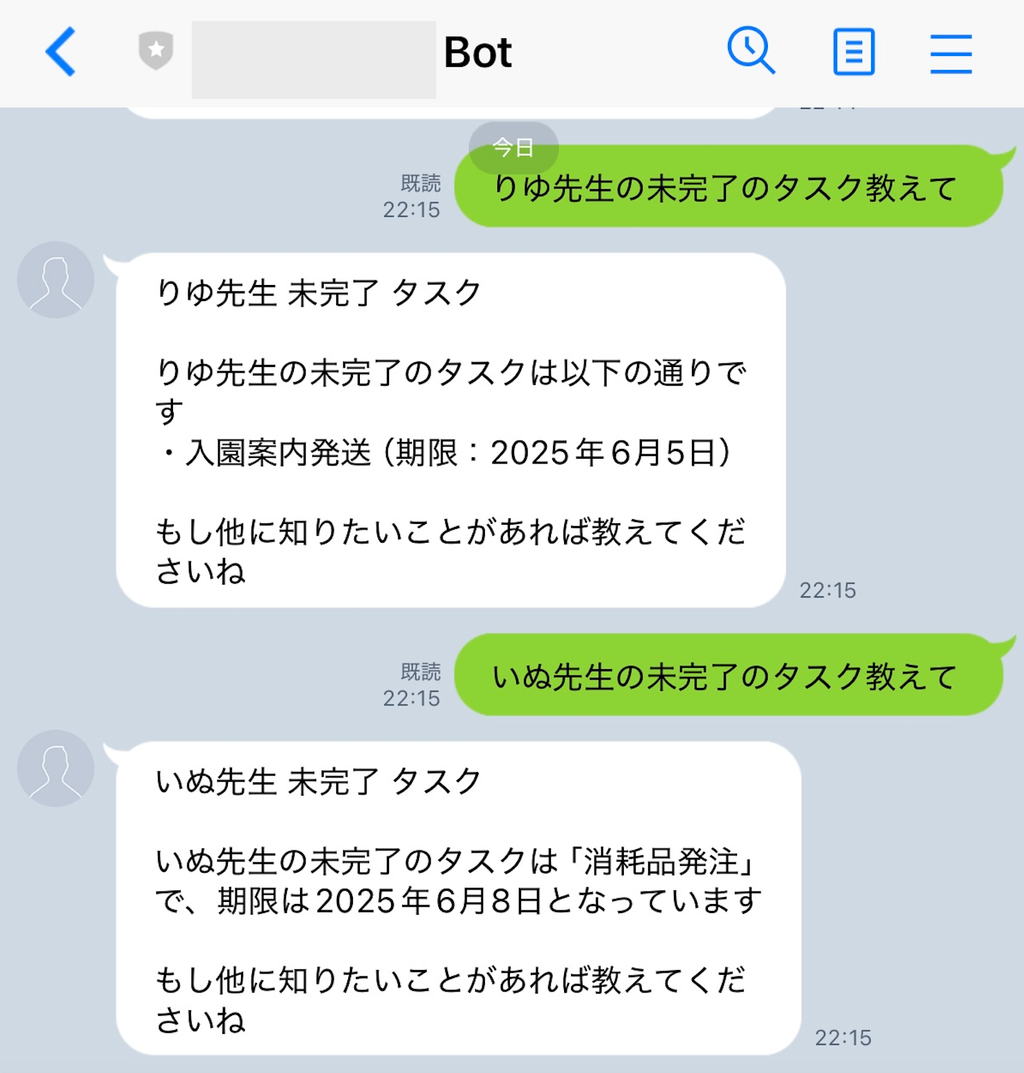 Bot
今日
りゆ先生の未完了のタスク教えて
既読
22:15
りゆ先生 未完了 タスク
りゆ先生の未完了のタスクは以下の通りで
す
・入園案内発送（期限：2025年6月5日）
もし他に知りたいことがあれば教えてくだ
さいね
22:15
いぬ先生の未完了のタスク教えて
既読
22:15
いぬ先生 未完了 タスク
いぬ先生の未完了のタスクは「消耗品発注」
で、期限は2025年6月8日となっています
もし他に知りたいことがあれば教えてくだ
さいね
22:15